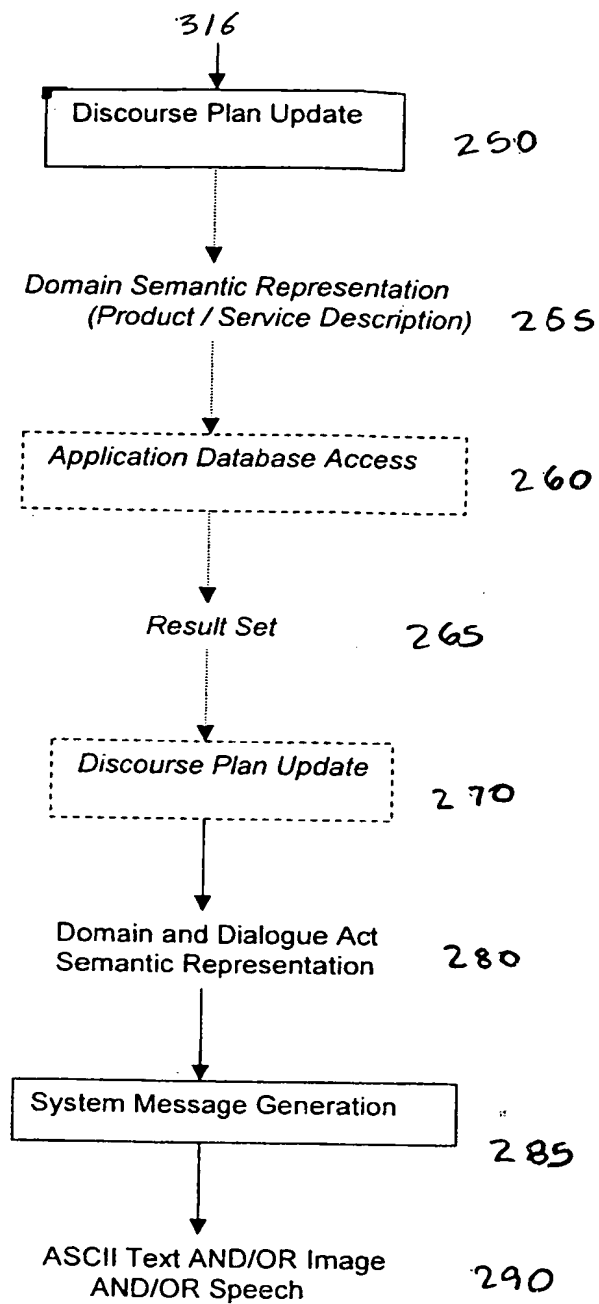 316
Discourse Plan Update
250
Domain Semantic Representation
(Product / Service Description)
255
Application Database Access
260
Result Set
265
Discourse Plan Update
270
Domain and Dialogue Act
Semantic Representation
280
System Message Generation
285
ASCII Text AND/OR Image
AND/OR Speech
290